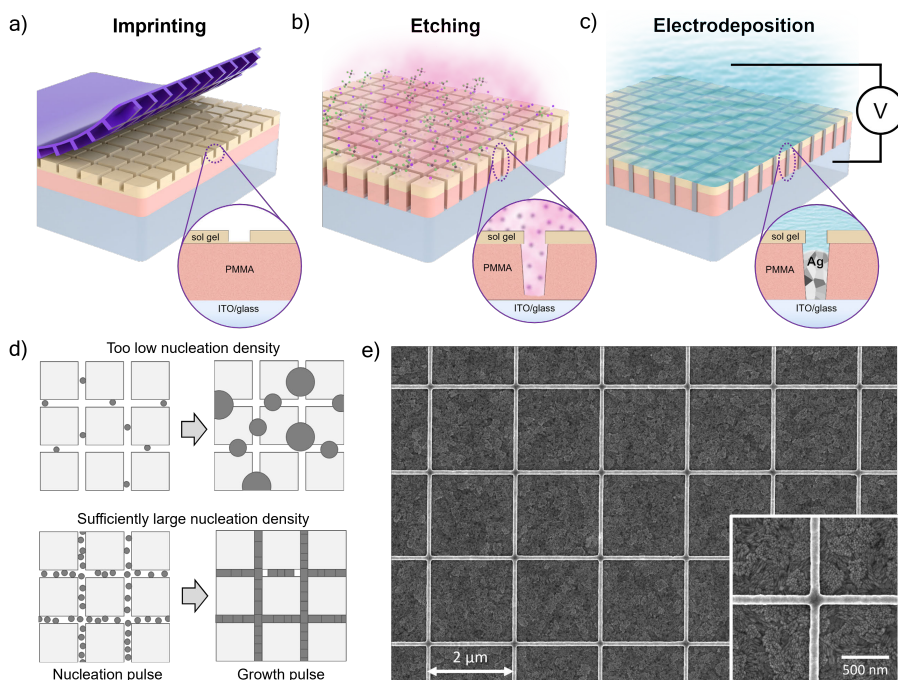 a)
Imprinting
sol gel
PMMA
ITO/glass
b)
Etching
sol gel
PMMA
ITO/glass
c)
Electrodeposition
V
sol gel
Ag
PMMA
ITO/glass
d)
Too low nucleation density
Sufficiently large nucleation density
Nucleation pulse
Growth pulse
e)
2 μm
500 nm